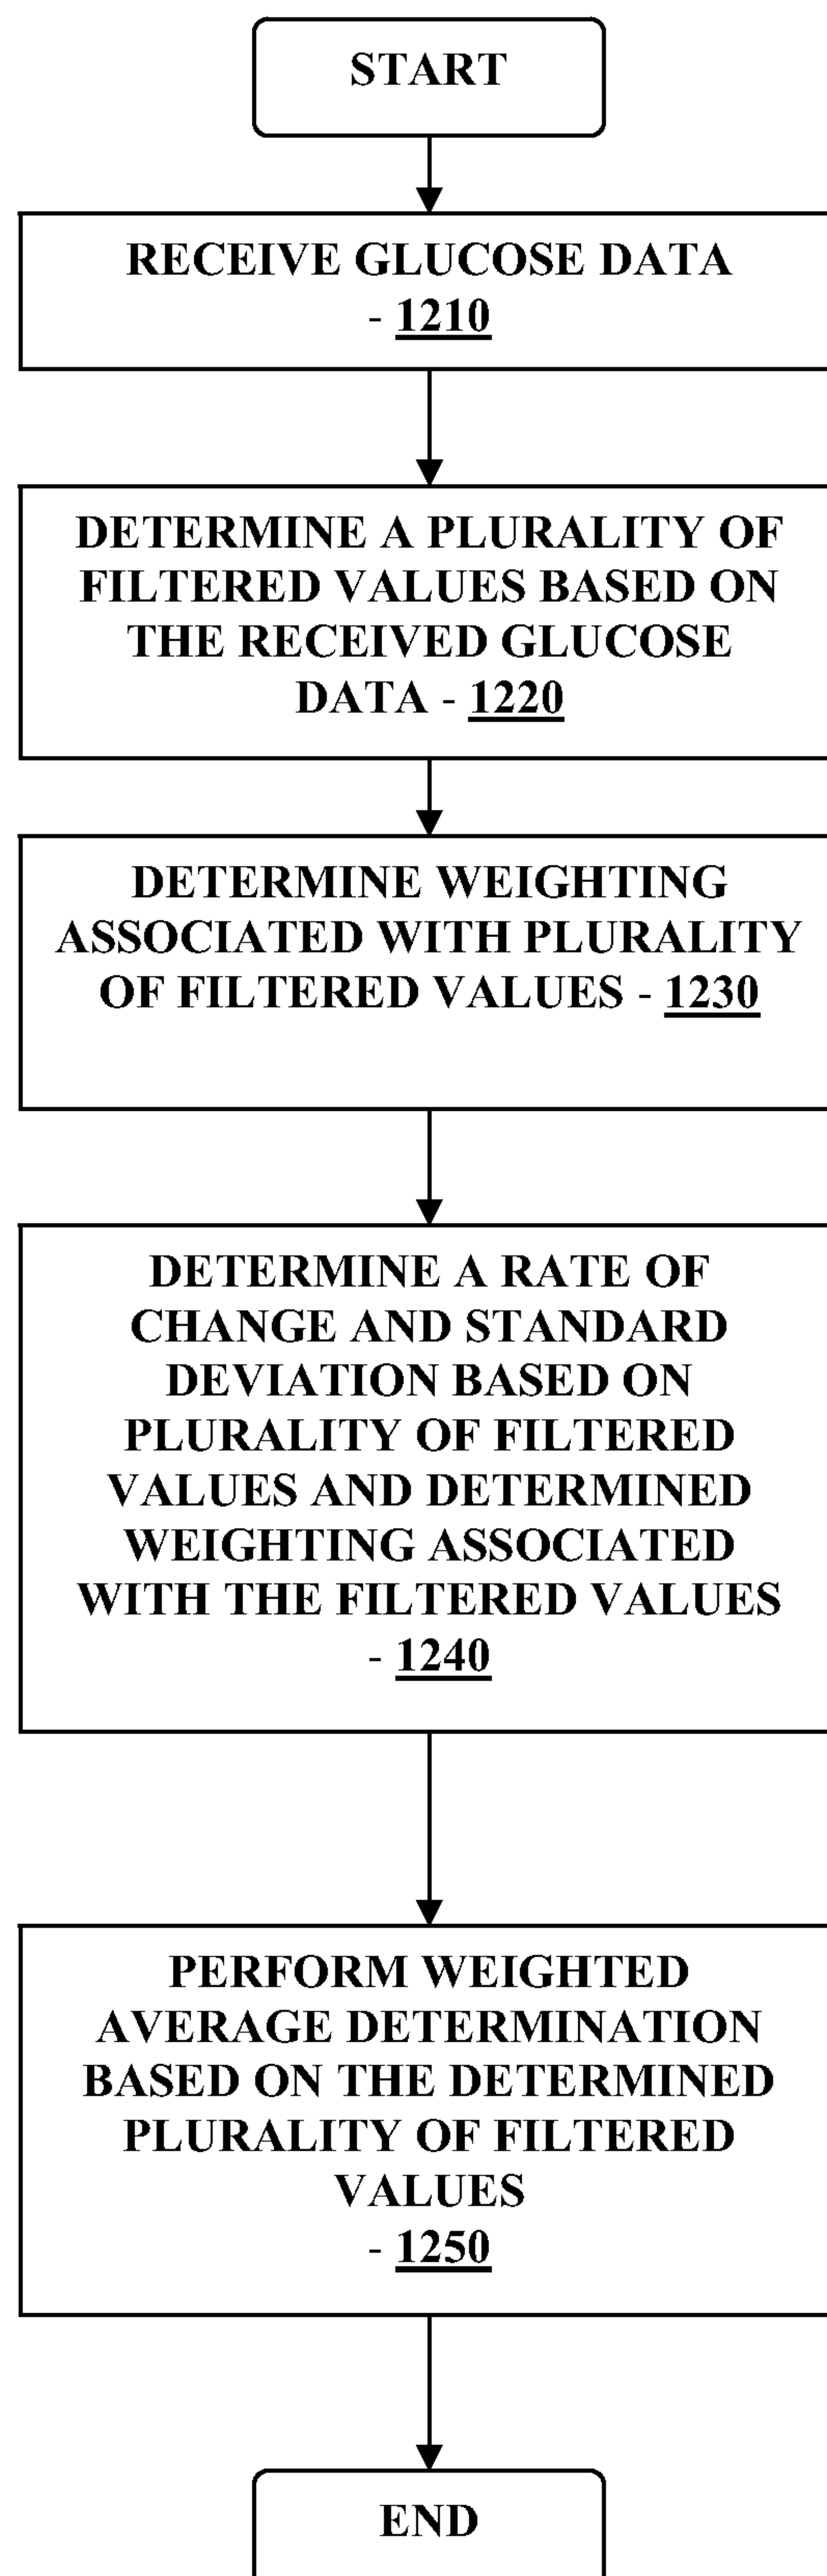 START
RECEIVE GLUCOSE DATA
- 1210
DETERMINE A PLURALITY OF
FILTERED VALUES BASED ON
THE RECEIVED GLUCOSE
DATA - 1220
DETERMINE WEIGHTING
ASSOCIATED WITH PLURALITY
OF FILTERED VALUES - 1230
DETERMINE A RATE OF
CHANGE AND STANDARD
DEVIATION BASED ON
PLURALITY OF FILTERED
VALUES AND DETERMINED
WEIGHTING ASSOCIATED
WITH THE FILTERED VALUES
- 1240
PERFORM WEIGHTED
AVERAGE DETERMINATION
BASED ON THE DETERMINED
PLURALITY OF FILTERED
VALUES
- 1250
END